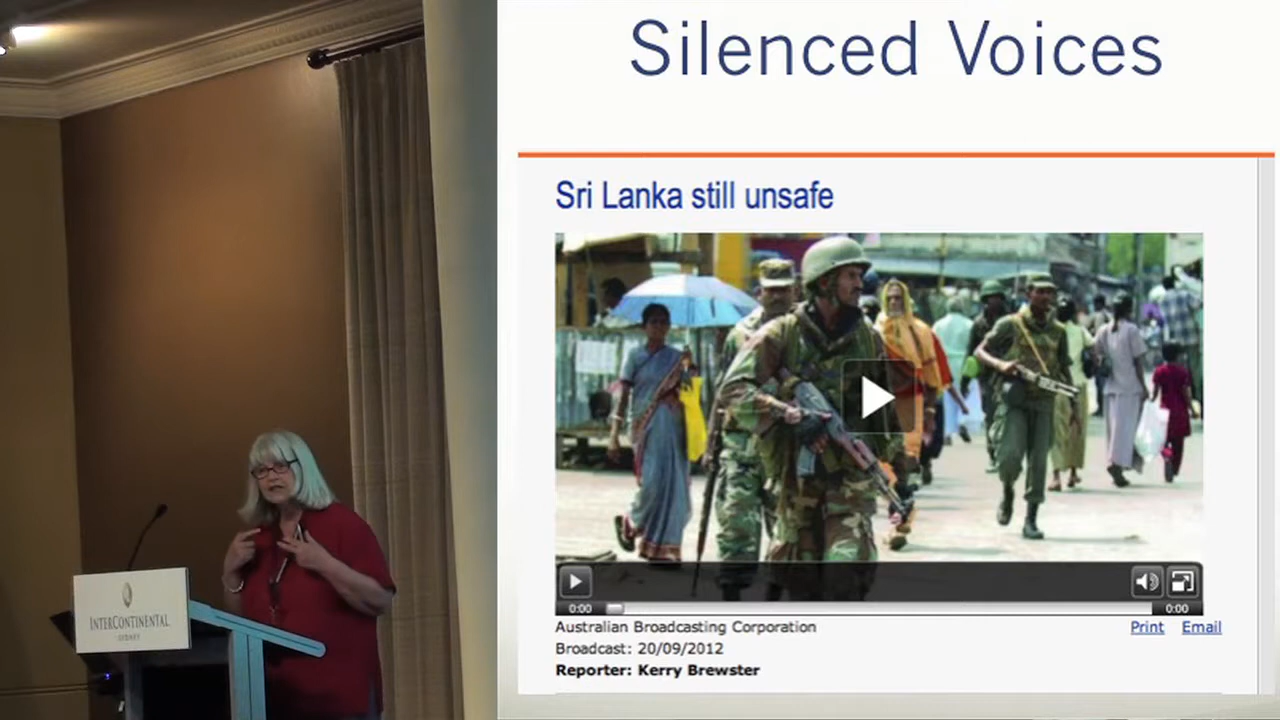 Silenced Voices
Sri Lanka still unsafe
0:00
0:00
Australian Broadcasting Corporation
Print Email
Broadcast: 20/09/2012
Reporter: Kerry Brewster
INTERCONTINENTAL
SYDNEY